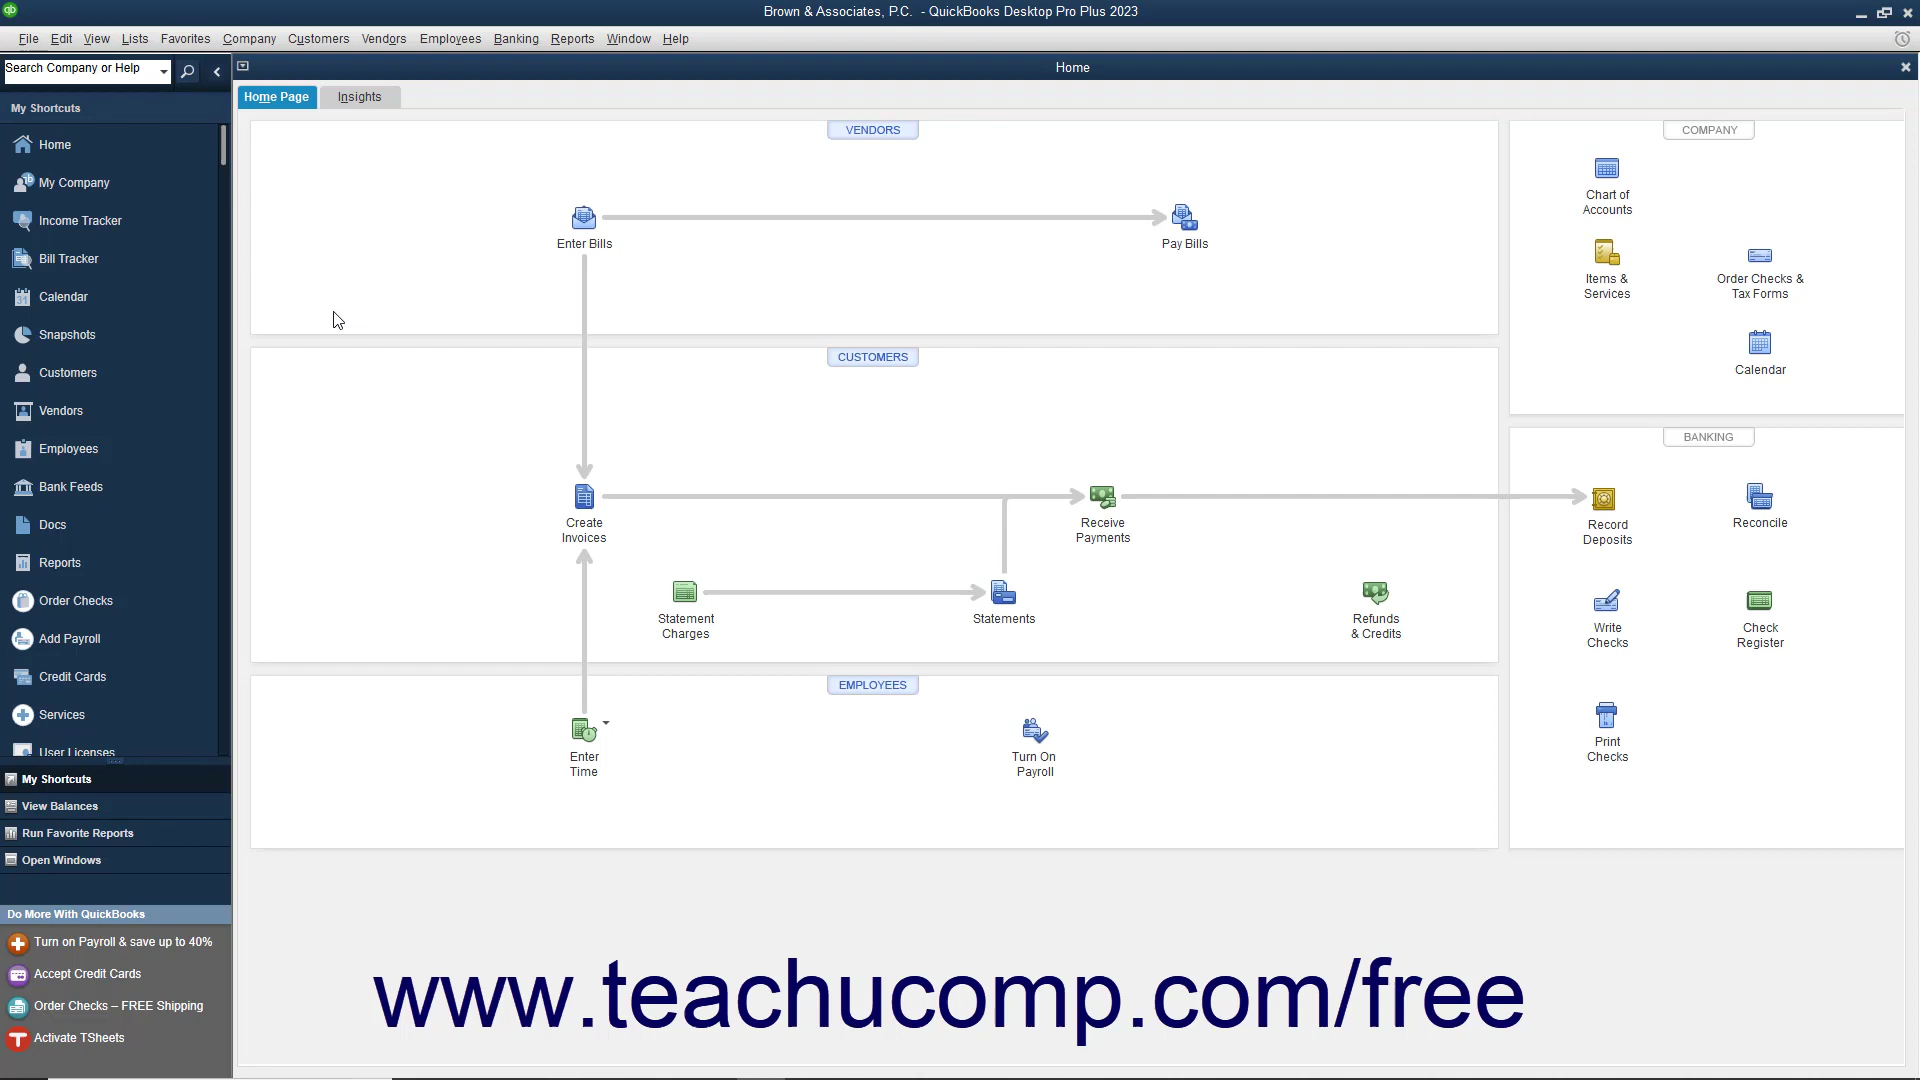 Brown & Associates, P.C. - QuickBooks Desktop Pro Plus 2023
File Edit View Lists Favorites Company Customers Vendors Employees Banking Reports Window Help
Search Company or Help
Home
Home Page Insights
My Shortcuts
Home
My Company
Income Tracker
Bill Tracker
Calendar
Snapshots
Customers
Vendors
Employees
Bank Feeds
Docs
Reports
Order Checks
Add Payroll
Credit Cards
Services
User Licenses
My Shortcuts
View Balances
Run Favorite Reports
Open Windows
Do More With QuickBooks
Turn on Payroll & save up to 40%
Accept Credit Cards
Order Checks – FREE Shipping
Activate TSheets
VENDORS
Enter Bills
Pay Bills
CUSTOMERS
Create
Invoices
Receive
Payments
Statement
Charges
Statements
Refunds
& Credits
EMPLOYEES
Enter
Time
Turn On
Payroll
COMPANY
Chart of
Accounts
Items &
Services
Order Checks &
Tax Forms
Calendar
BANKING
Record
Deposits
Reconcile
Write
Checks
Check
Register
Print
Checks
www.teachucomp.com/free